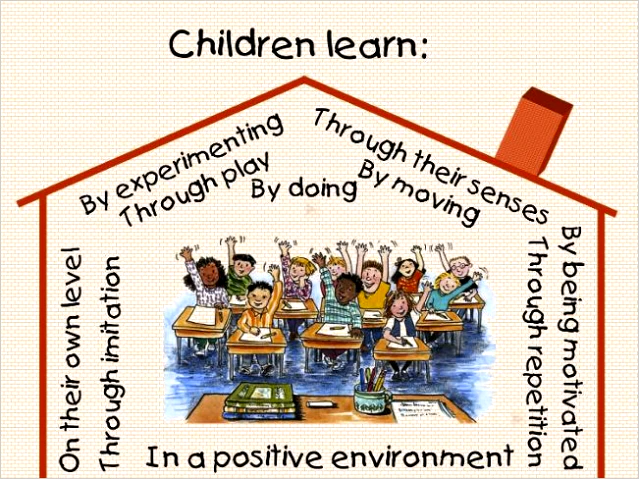 Children learn:
By experimenting
Through play
By doing
Through their senses
By moving
On their own level
Through imitation
Through repetition
By being motivated
In a positive environment